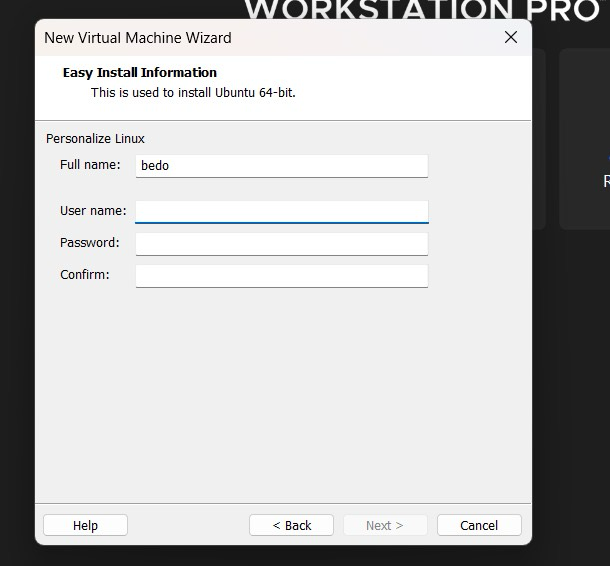 WORKSTATION PRO
New Virtual Machine Wizard
Easy Install Information
This is used to install Ubuntu 64-bit.
Personalize Linux
Full name: bedo
User name:
Password:
Confirm:
R
Help < Back Next > Cancel